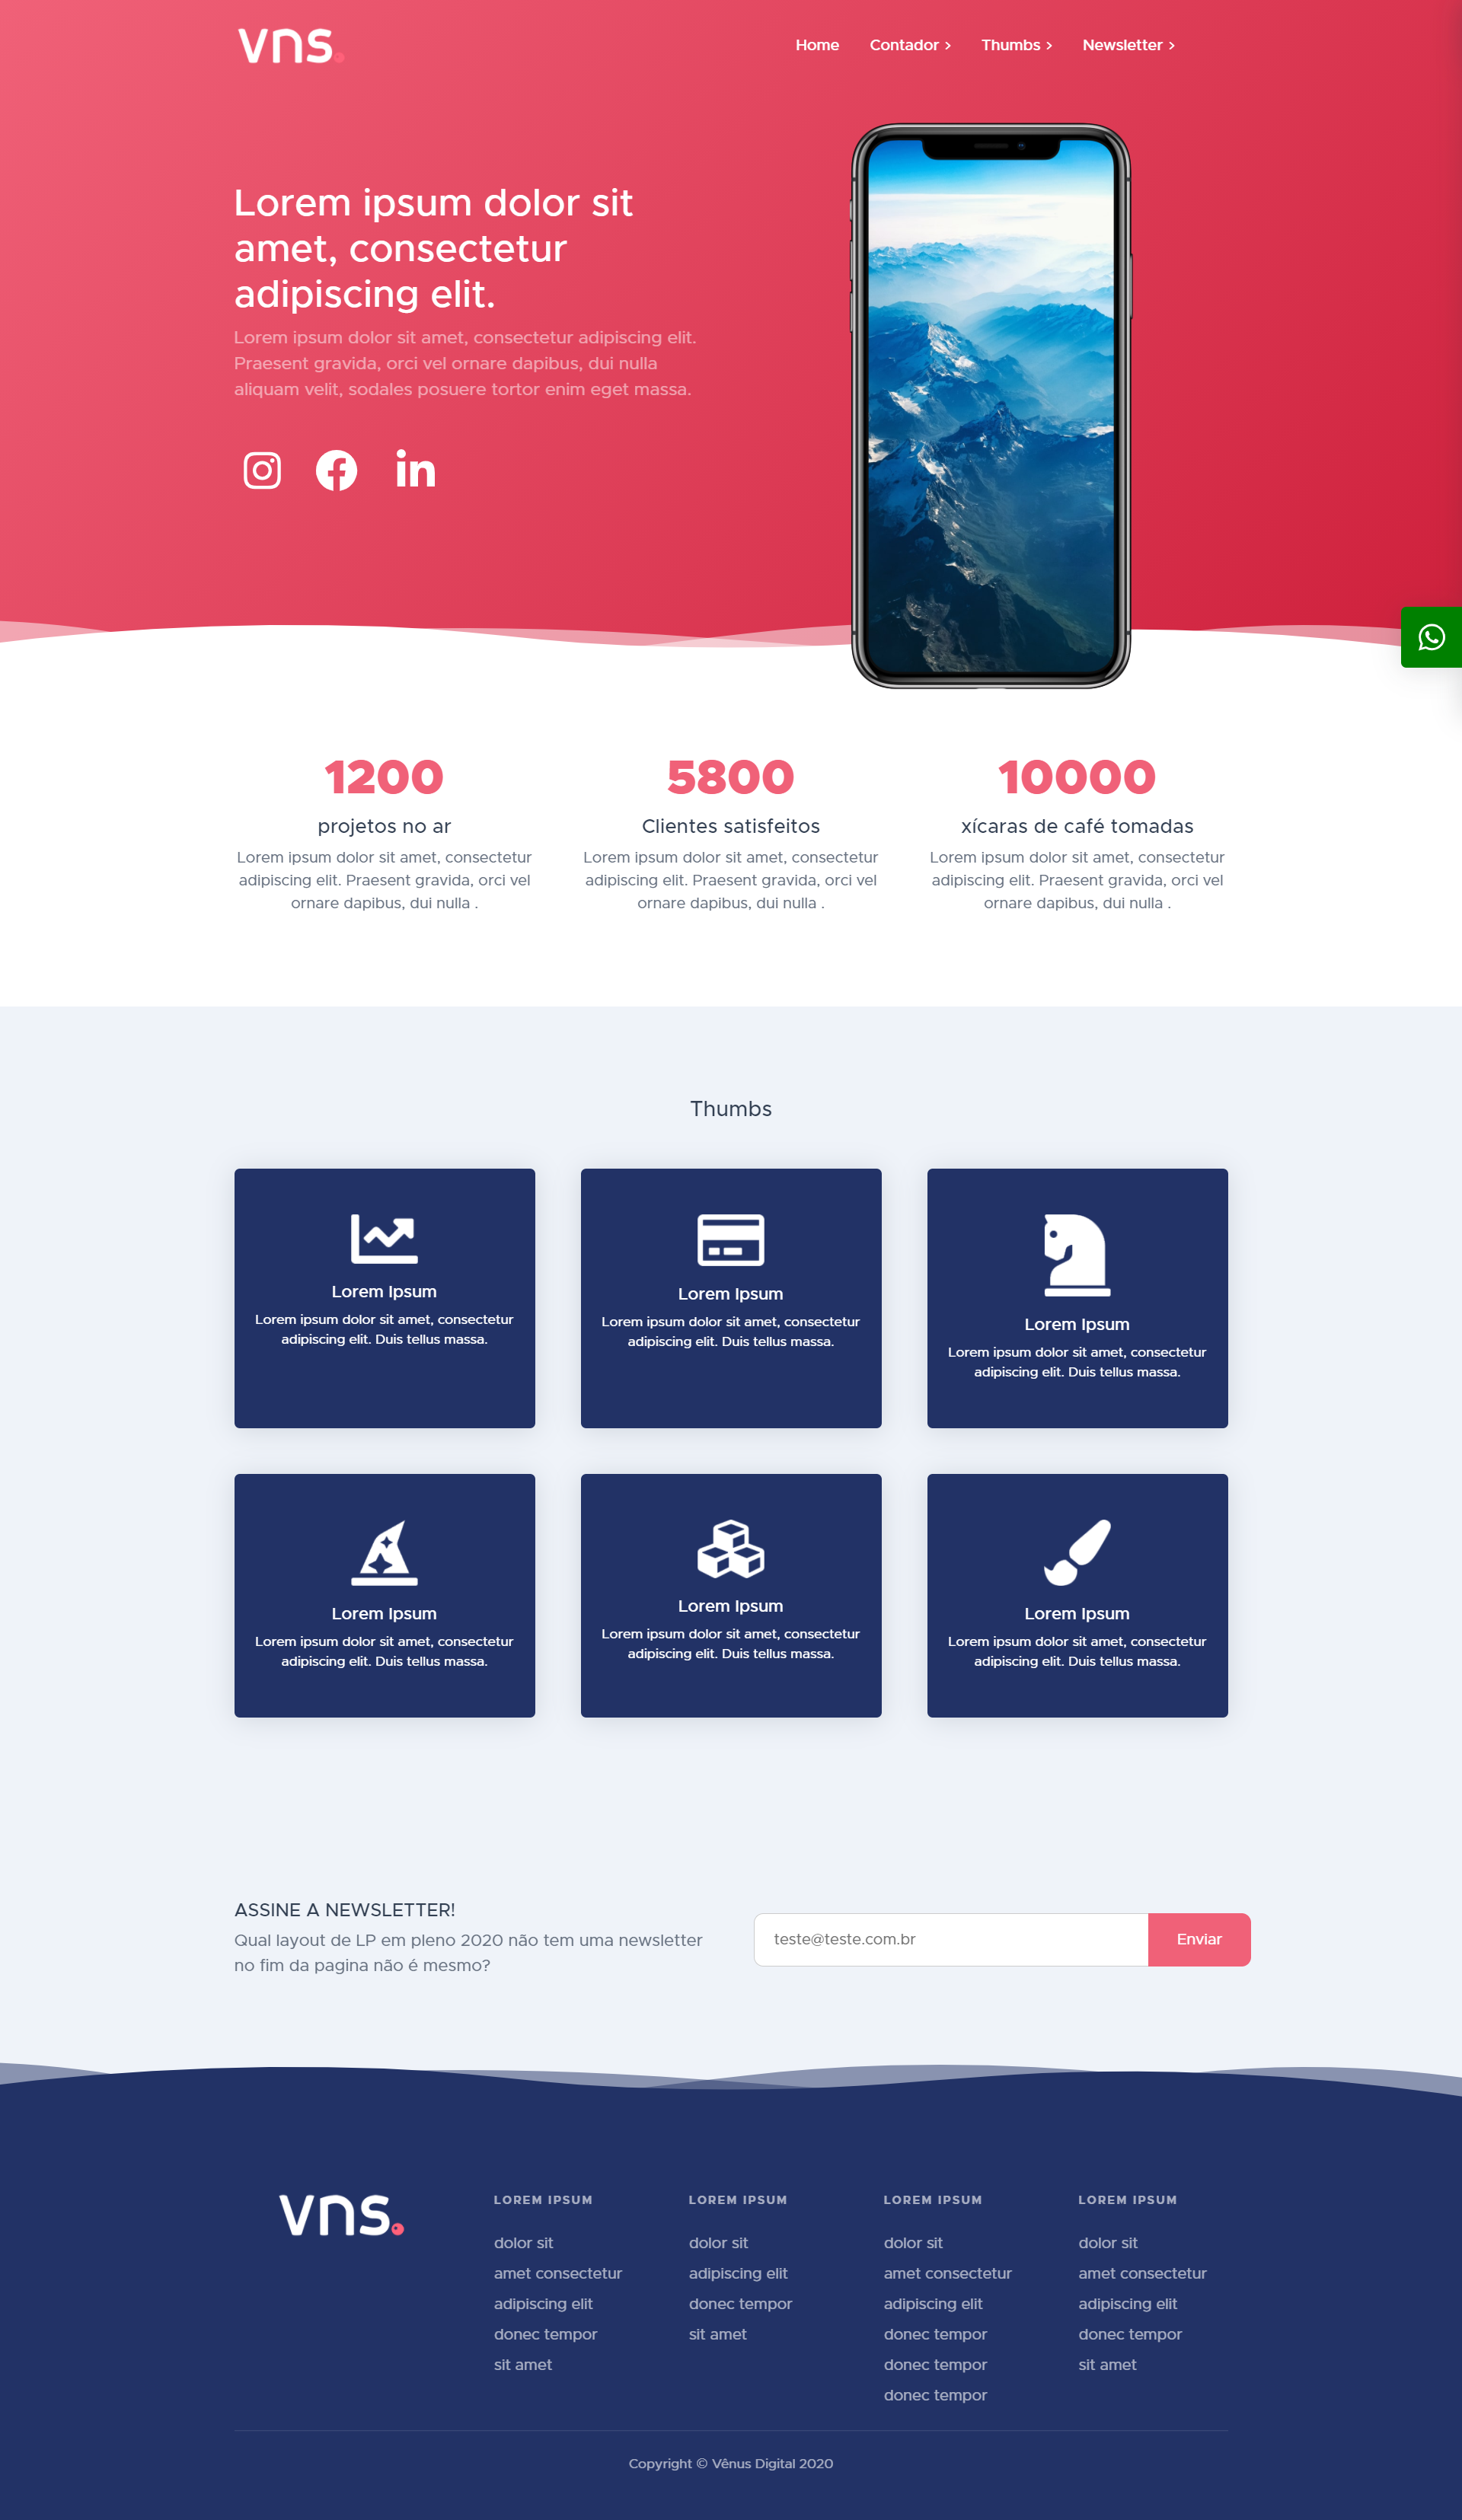 vns.
Home Contador > Thumbs > Newsletter >
Lorem ipsum dolor sit
amet, consectetur
adipiscing elit.
Lorem ipsum dolor sit amet, consectetur adipiscing elit.
Praesent gravida, orci vel ornare dapibus, dui nulla
aliquam velit, sodales posuere tortor enim eget massa.
in
1200
projetos no ar
Lorem ipsum dolor sit amet, consectetur
adipiscing elit. Praesent gravida, orci vel
ornare dapibus, dui nulla .
5800
Clientes satisfeitos
Lorem ipsum dolor sit amet, consectetur
adipiscing elit. Praesent gravida, orci vel
ornare dapibus, dui nulla .
10000
xícaras de café tomadas
Lorem ipsum dolor sit amet, consectetur
adipiscing elit. Praesent gravida, orci vel
ornare dapibus, dui nulla .
Thumbs
Lorem Ipsum
Lorem ipsum dolor sit amet, consectetur
adipiscing elit. Duis tellus massa.
Lorem Ipsum
Lorem ipsum dolor sit amet, consectetur
adipiscing elit. Duis tellus massa.
Lorem Ipsum
Lorem ipsum dolor sit amet, consectetur
adipiscing elit. Duis tellus massa.
Lorem Ipsum
Lorem ipsum dolor sit amet, consectetur
adipiscing elit. Duis tellus massa.
Lorem Ipsum
Lorem ipsum dolor sit amet, consectetur
adipiscing elit. Duis tellus massa.
Lorem Ipsum
Lorem ipsum dolor sit amet, consectetur
adipiscing elit. Duis tellus massa.
ASSINE A NEWSLETTER!
Qual layout de LP em pleno 2020 não tem uma newsletter
no fim da pagina não é mesmo?
teste@teste.com.br
Enviar
vns.
LOREM IPSUM
dolor sit
amet consectetur
adipiscing elit
donec tempor
sit amet
LOREM IPSUM
dolor sit
adipiscing elit
donec tempor
sit amet
LOREM IPSUM
dolor sit
amet consectetur
adipiscing elit
donec tempor
donec tempor
donec tempor
LOREM IPSUM
dolor sit
amet consectetur
adipiscing elit
donec tempor
sit amet
Copyright © Vênus Digital 2020